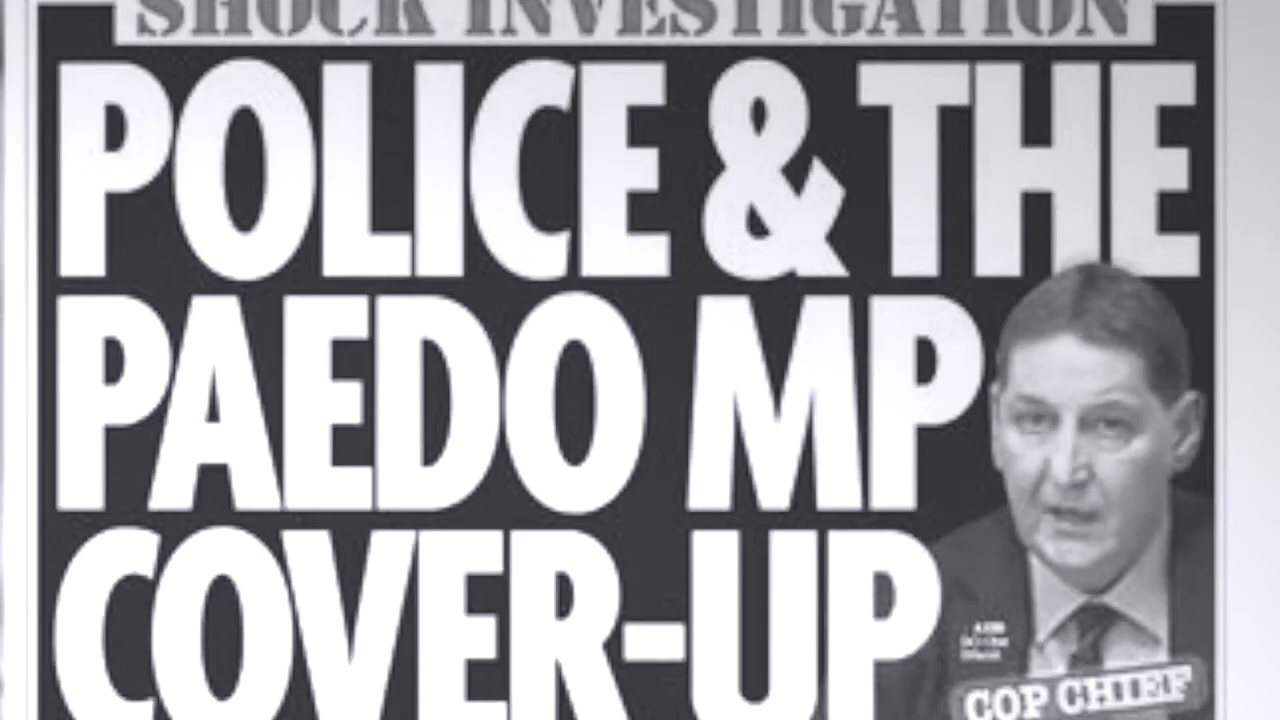 SHOCK INVESTIGATION
POLICE & THE
PAEDO MP
COVER-UP
COP CHIEF